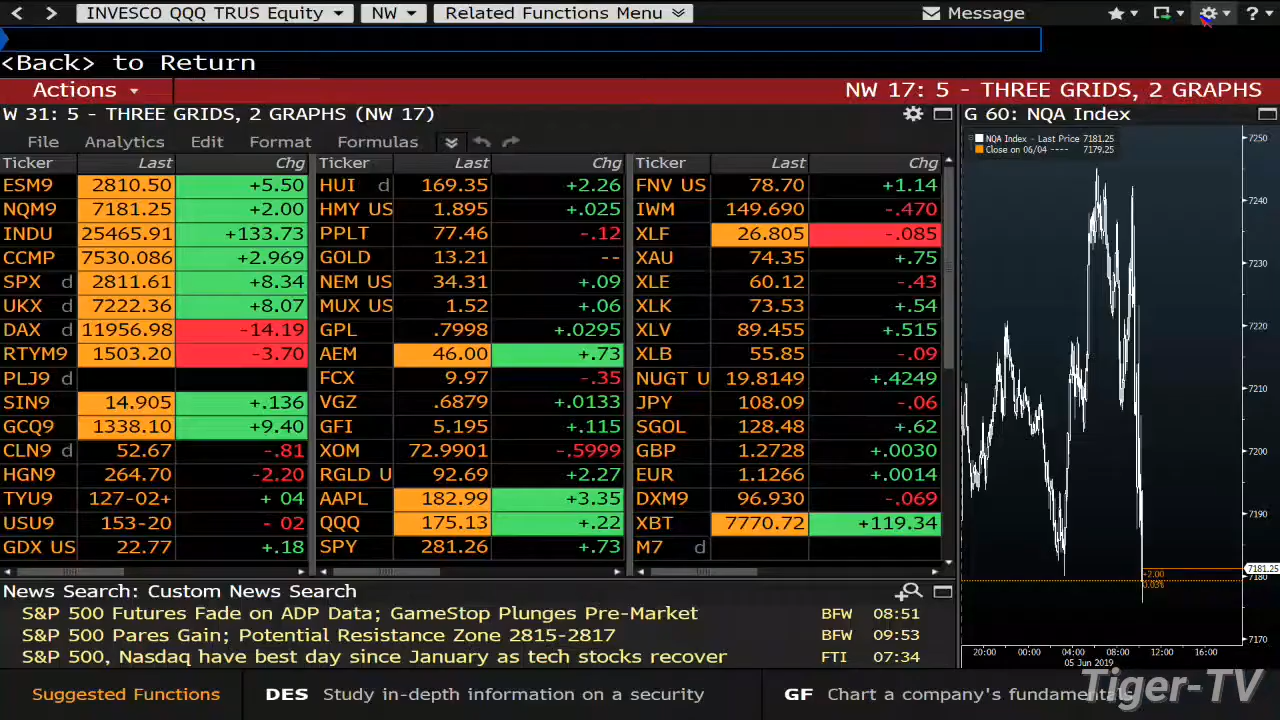 INVESCO QQQ TRUS Equity NW Related Functions Menu Message ?
<Back> to Return
Actions NW 17: 5 - THREE GRIDS, 2 GRAPHS
W 31: 5 - THREE GRIDS, 2 GRAPHS (NW 17) G 60: NQA Index
File Analytics Edit Format Formulas
Ticker Last Chg Ticker Last Chg Ticker Last Chg
ESM9 2810.50 +5.50 HUI d 169.35 +2.26 FNV US 78.70 +1.14
NQM9 7181.25 +2.00 HMY US 1.895 +.025 IWM 149.690 -.470
INDU 25465.91 +133.73 PPLT 77.46 -.12 XLF 26.805 -.085
CCMP 7530.086 +2.969 GOLD 13.21 -- XAU 74.35 +.75
SPX d 2811.61 +8.34 NEM US 34.31 +.09 XLE 60.12 -.43
UKX d 7222.36 +8.07 MUX US 1.52 +.06 XLK 73.53 +.54
DAX d 11956.98 -14.19 GPL .7998 +.0295 XLV 89.455 +.515
RTYM9 1503.20 -3.70 AEM 46.00 +.73 XLB 55.85 -.09
PLJ9 d FCX 9.97 -.35 NUGT U 19.8149 +.4249
SIN9 14.905 +.136 VGZ .6879 +.0133 JPY 108.09 -.06
GCQ9 1338.10 +9.40 GFI 5.195 +.115 SGOL 128.48 +.62
CLN9 d 52.67 -.81 XOM 72.9901 -.5999 GBP 1.2728 +.0030
HGN9 264.70 -2.20 RGLD U 92.69 +2.27 EUR 1.1266 +.0014
TYU9 127-02+ + 04 AAPL 182.99 +3.35 DXM9 96.930 -.069
USU9 153-20 - 02 QQQ 175.13 +.22 XBT 7770.72 +119.34
GDX US 22.77 +.18 SPY 281.26 +.73 M7 d
NQA Index - Last Price 7181.25
Close on 06/04 ---- 7179.25
7250
7240
7230
7220
7210
7200
7190
7181.25
7180
7170
+2.00
0.03%
20:00 00:00 04:00 08:00 12:00 16:00
05 Jun 2019
News Search: Custom News Search
S&P 500 Futures Fade on ADP Data; GameStop Plunges Pre-Market BFW 08:51
S&P 500 Pares Gain; Potential Resistance Zone 2815-2817 BFW 09:53
S&P 500, Nasdaq have best day since January as tech stocks recover FTI 07:34
Suggested Functions DES Study in-depth information on a security GF Chart a company's fundamentals
Tiger-TV